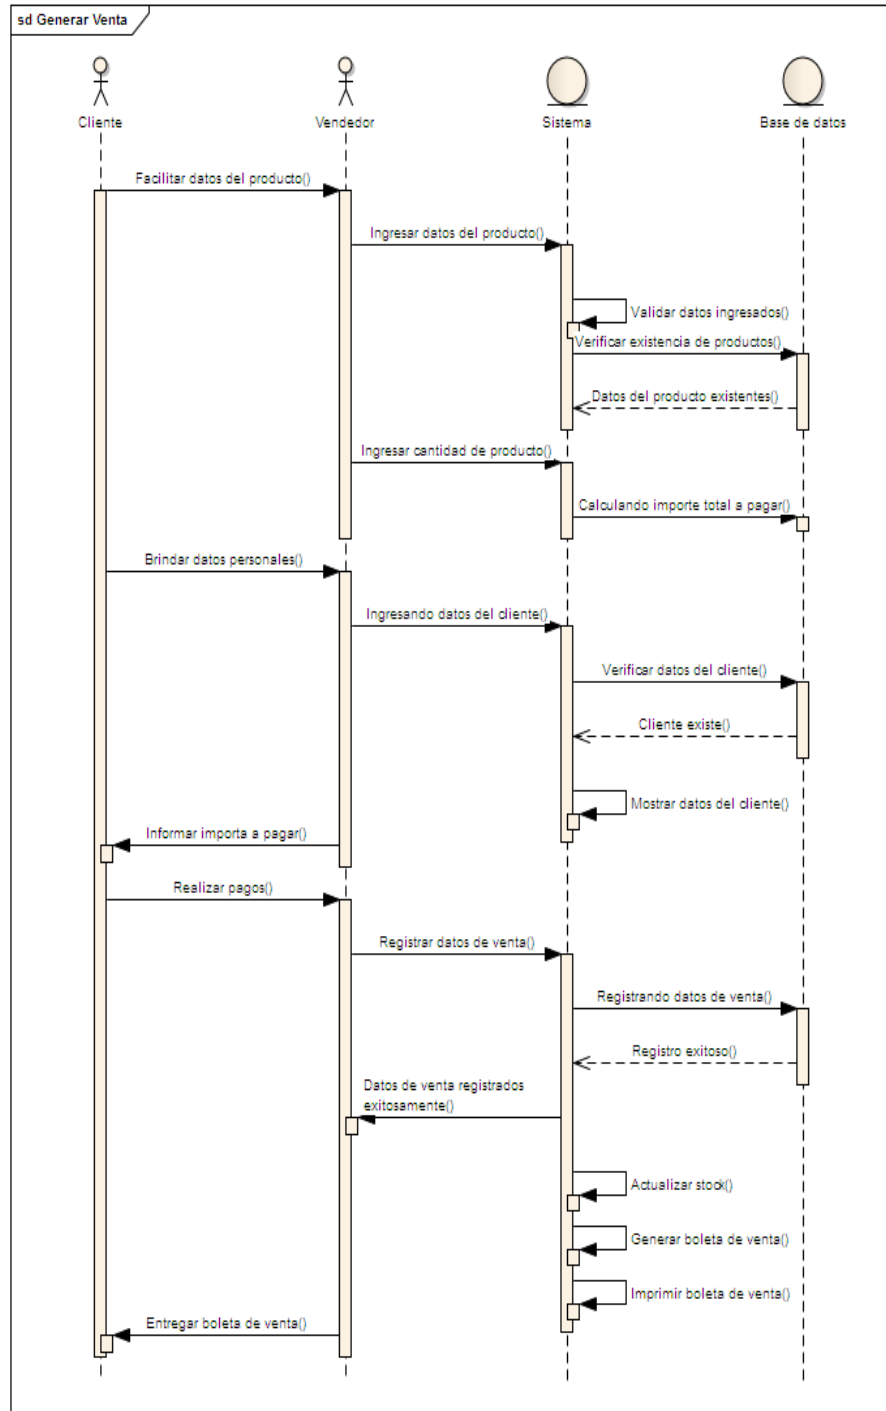 sd Generar Venta
Cliente
Vendedor
Sistema
Base de datos
Facilitar datos del producto()
Ingresar datos del producto()
Validar datos ingresados()
Verificar existencia de productos()
Datos del producto existentes()
Ingresar cantidad de producto()
Calculando importe total a pagar()
Brindar datos personales()
Ingresando datos del cliente()
Verificar datos del cliente()
Cliente existe()
Mostrar datos del cliente()
Informar importa a pagar()
Realizar pagos()
Registrar datos de venta()
Registrando datos de venta()
Registro exitoso()
Datos de venta registrados
exitosamente()
Actualizar stock()
Generar boleta de venta()
Imprimir boleta de venta()
Entregar boleta de venta()